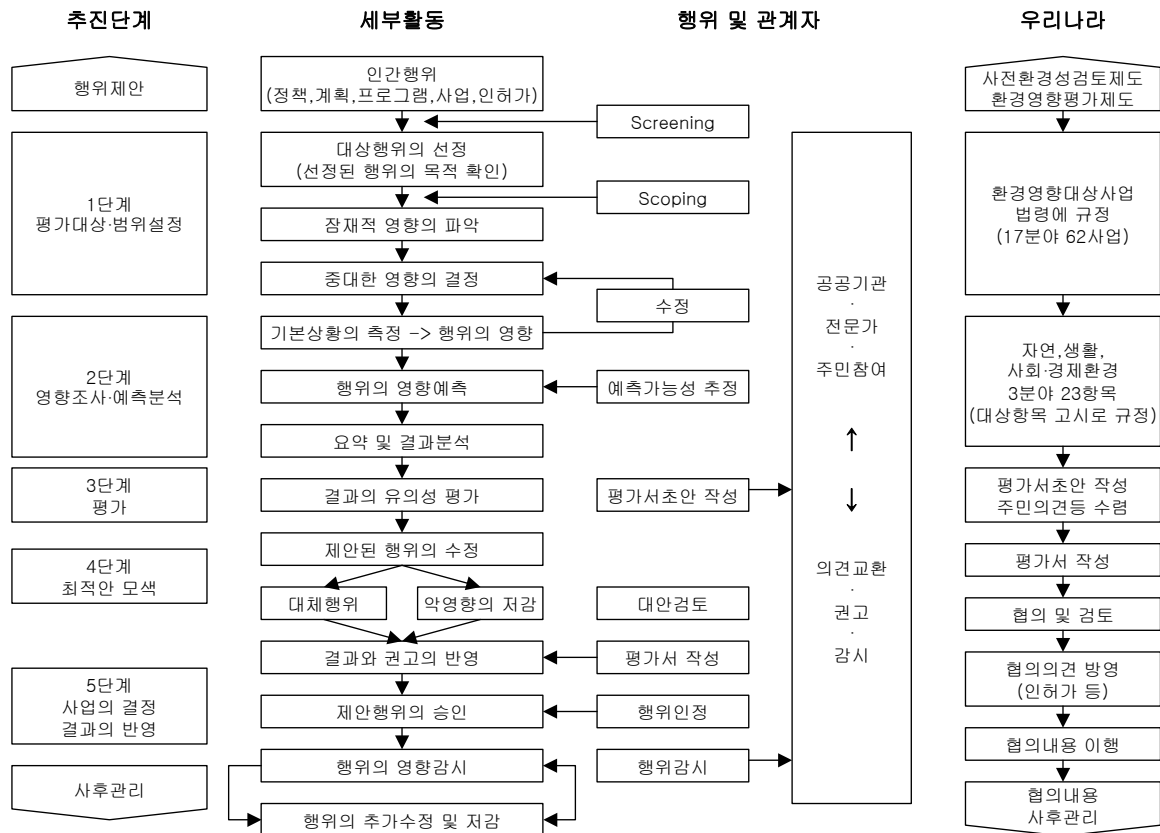 추진단계
세부활동
행위 및 관계자
우리나라
행위제안
1단계
평가대상·범위설정
2단계
영향조사·예측분석
3단계
평가
4단계
최적안 모색
5단계
사업의 결정
결과의 반영
사후관리
인간행위
(정책,계획,프로그램,사업,인허가)
대상행위의 선정
(선정된 행위의 목적 확인)
잠재적 영향의 파악
중대한 영향의 결정
기본상황의 측정 -> 행위의 영향
행위의 영향예측
요약 및 결과분석
결과의 유의성 평가
제안된 행위의 수정
대체행위
악영향의 저감
결과와 권고의 반영
제안행위의 승인
행위의 영향감시
행위의 추가수정 및 저감
Screening
Scoping
수정
예측가능성 추정
평가서초안 작성
대안검토
평가서 작성
행위인정
행위감시
공공기관
·
전문가
·
주민참여
↑
↓
의견교환
·
권고
·
감시
사전환경성검토제도
환경영향평가제도
환경영향대상사업
법령에 규정
(17분야 62사업)
자연,생활,
사회·경제환경
3분야 23항목
(대상항목 고시로 규정)
평가서초안 작성
주민의견등 수렴
평가서 작성
협의 및 검토
협의의견 방영
(인허가 등)
협의내용 이행
협의내용
사후관리